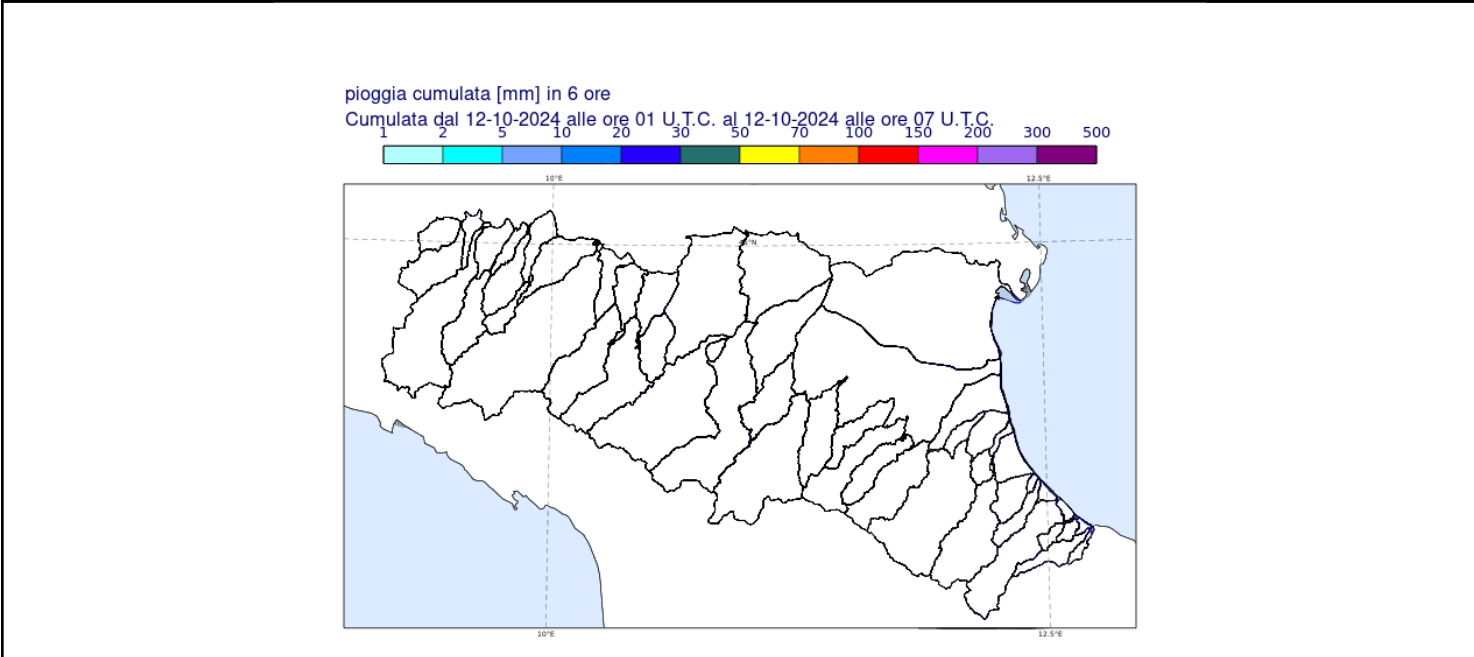 pioggia cumulata [mm] in 6 ore
Cumulata dal 12-10-2024 alle ore 01 U.T.C. al 12-10-2024 alle ore 07 U.T.C.
1 2 5 10 20 30 50 70 100 150 200 300 500
10°E 12.5°E
10°E 12.5°E